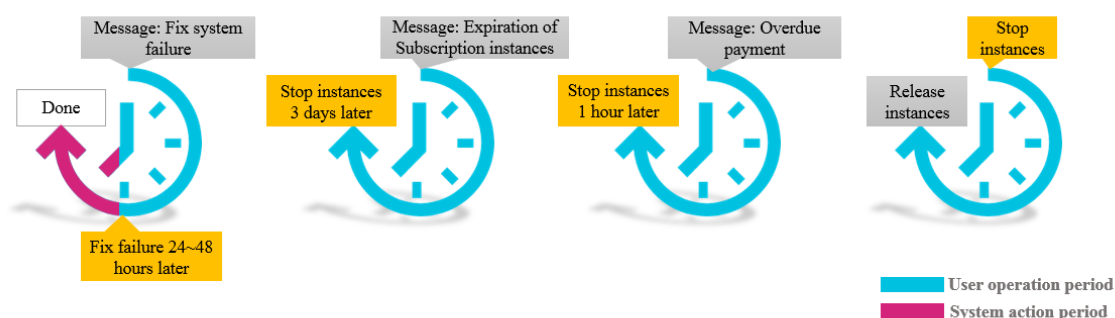 Message: Fix system
failure
Done
Fix failure 24~48
hours later
Message: Expiration of
Subscription instances
Stop instances
3 days later
Message: Overdue
payment
Stop instances
1 hour later
Stop
instances
Release
instances
User operation period
System action period